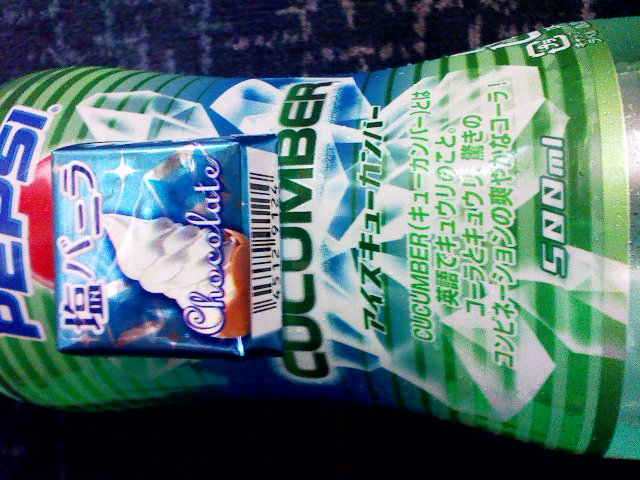 PEPSI
塩バニラ
Chocolate
45129124
CUCUMBER
アイスキューカンバー
CUCUMBER(キューカンバー)とは
英語でキュウリのこと。
コーラとキュウリ、驚きの
コンビネーションの爽やかなコーラ!
500ml